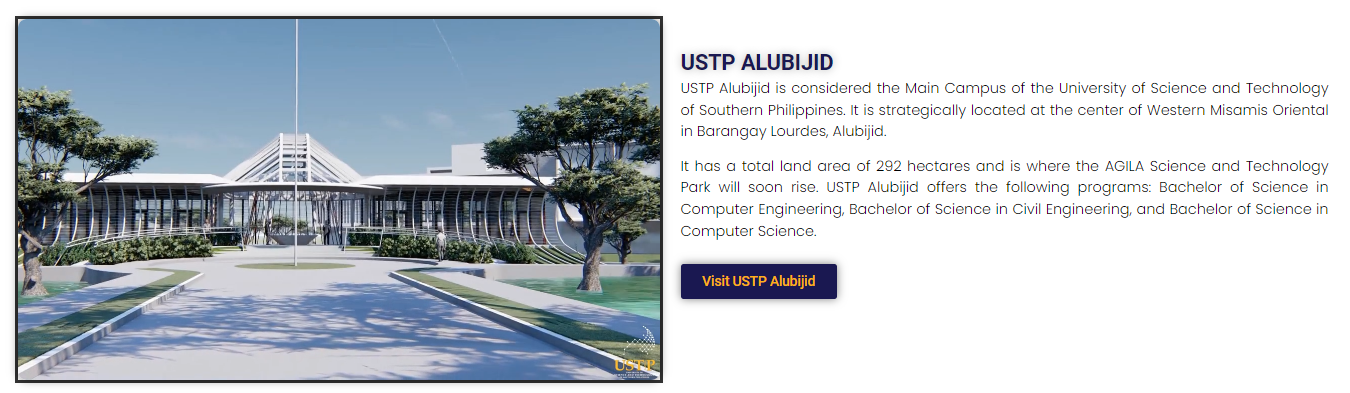 USTP ALUBIJID
USTP Alubijid is considered the Main Campus of the University of Science and Technology
of Southern Philippines. It is strategically located at the center of Western Misamis Oriental
in Barangay Lourdes, Alubijid.
It has a total land area of 292 hectares and is where the AGILA Science and Technology
Park will soon rise. USTP Alubijid offers the following programs: Bachelor of Science in
Computer Engineering, Bachelor of Science in Civil Engineering, and Bachelor of Science in
Computer Science.
Visit USTP Alubijid
USTP